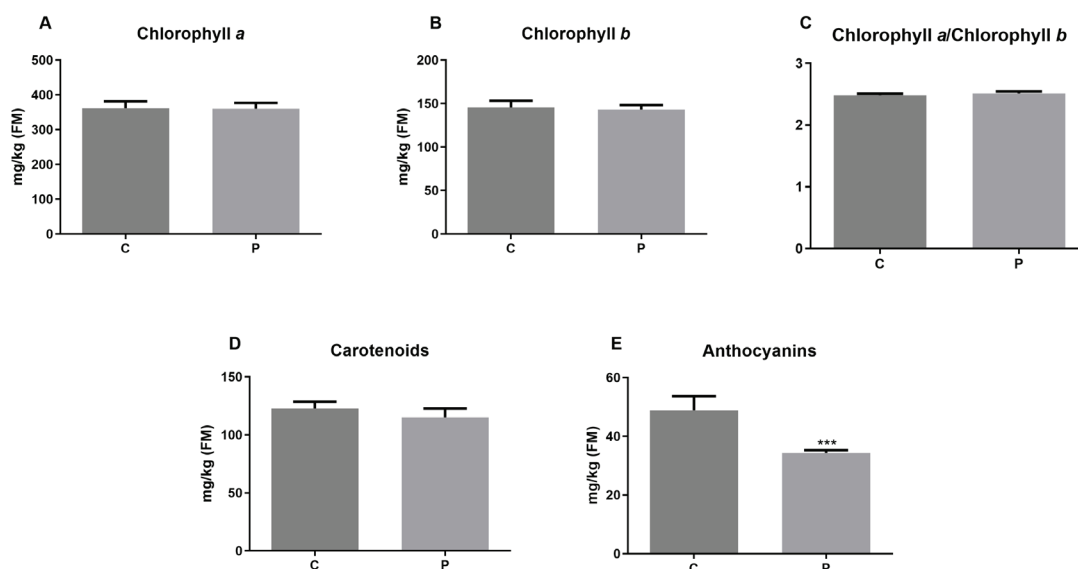 A
Chlorophyll a
500
400
300
200
100
0
mg/kg (FM)
C
P
B
Chlorophyll b
200
150
100
50
0
mg/kg (FM)
C
P
C
Chlorophyll a/Chlorophyll b
3
2
1
0
C
P
D
Carotenoids
150
100
50
0
mg/kg (FM)
C
P
E
Anthocyanins
60
40
20
0
mg/kg (FM)
***
C
P